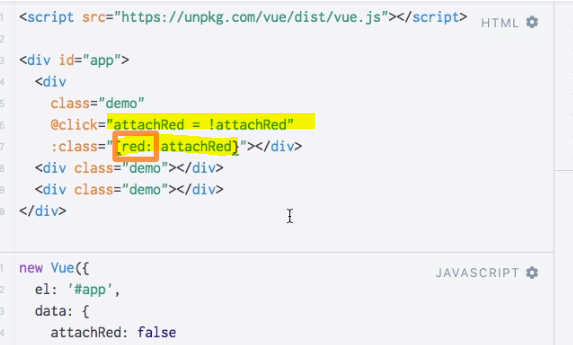 <script src="https://unpkg.com/vue/dist/vue.js"></script>
HTML
<div id="app">
<div
class="demo"
@click="attachRed = !attachRed"
:class="{red: attachRed}"></div>
<div class="demo"></div>
<div class="demo"></div>
</div>
new Vue({
JAVASCRIPT
el: '#app',
data: {
attachRed: false